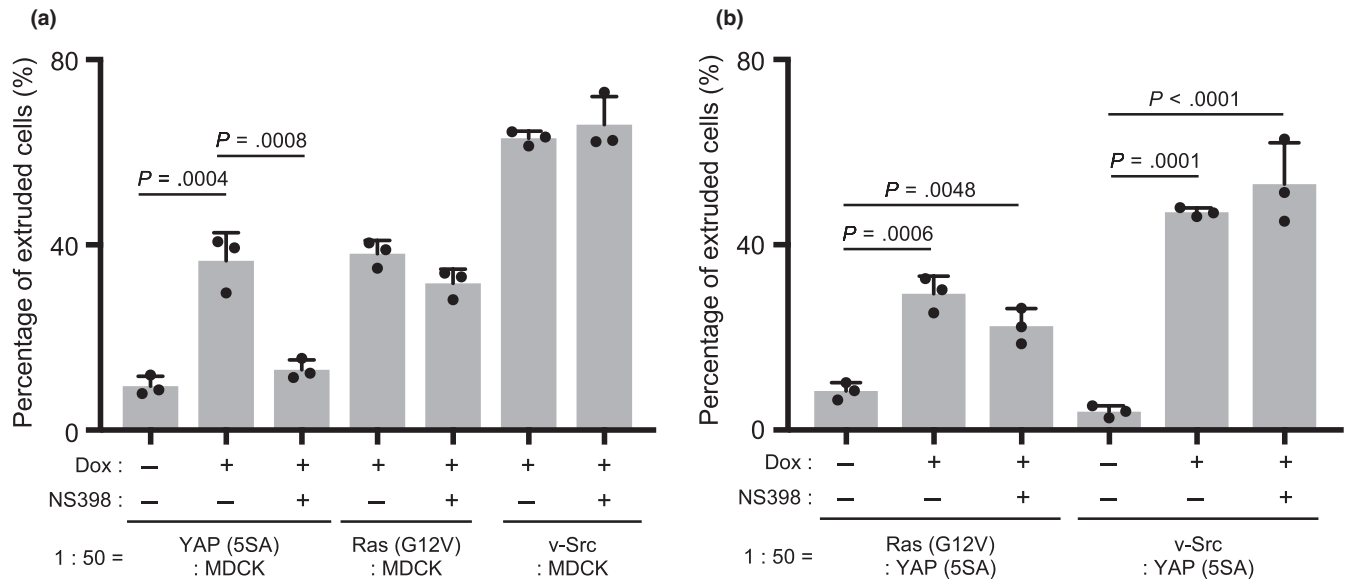 (a)
Percentage of extruded cells (%)
80
40
0
P = .0004
P = .0008
Dox : – + + + + + +
NS398 : – – + – + – +
1 : 50 =
YAP (5SA)
: MDCK
Ras (G12V)
: MDCK
v-Src
: MDCK
(b)
Percentage of extruded cells (%)
80
40
0
P = .0006
P = .0048
P = .0001
P < .0001
Dox : – + + – + +
NS398 : – – + – – +
1 : 50 =
Ras (G12V)
: YAP (5SA)
v-Src
: YAP (5SA)